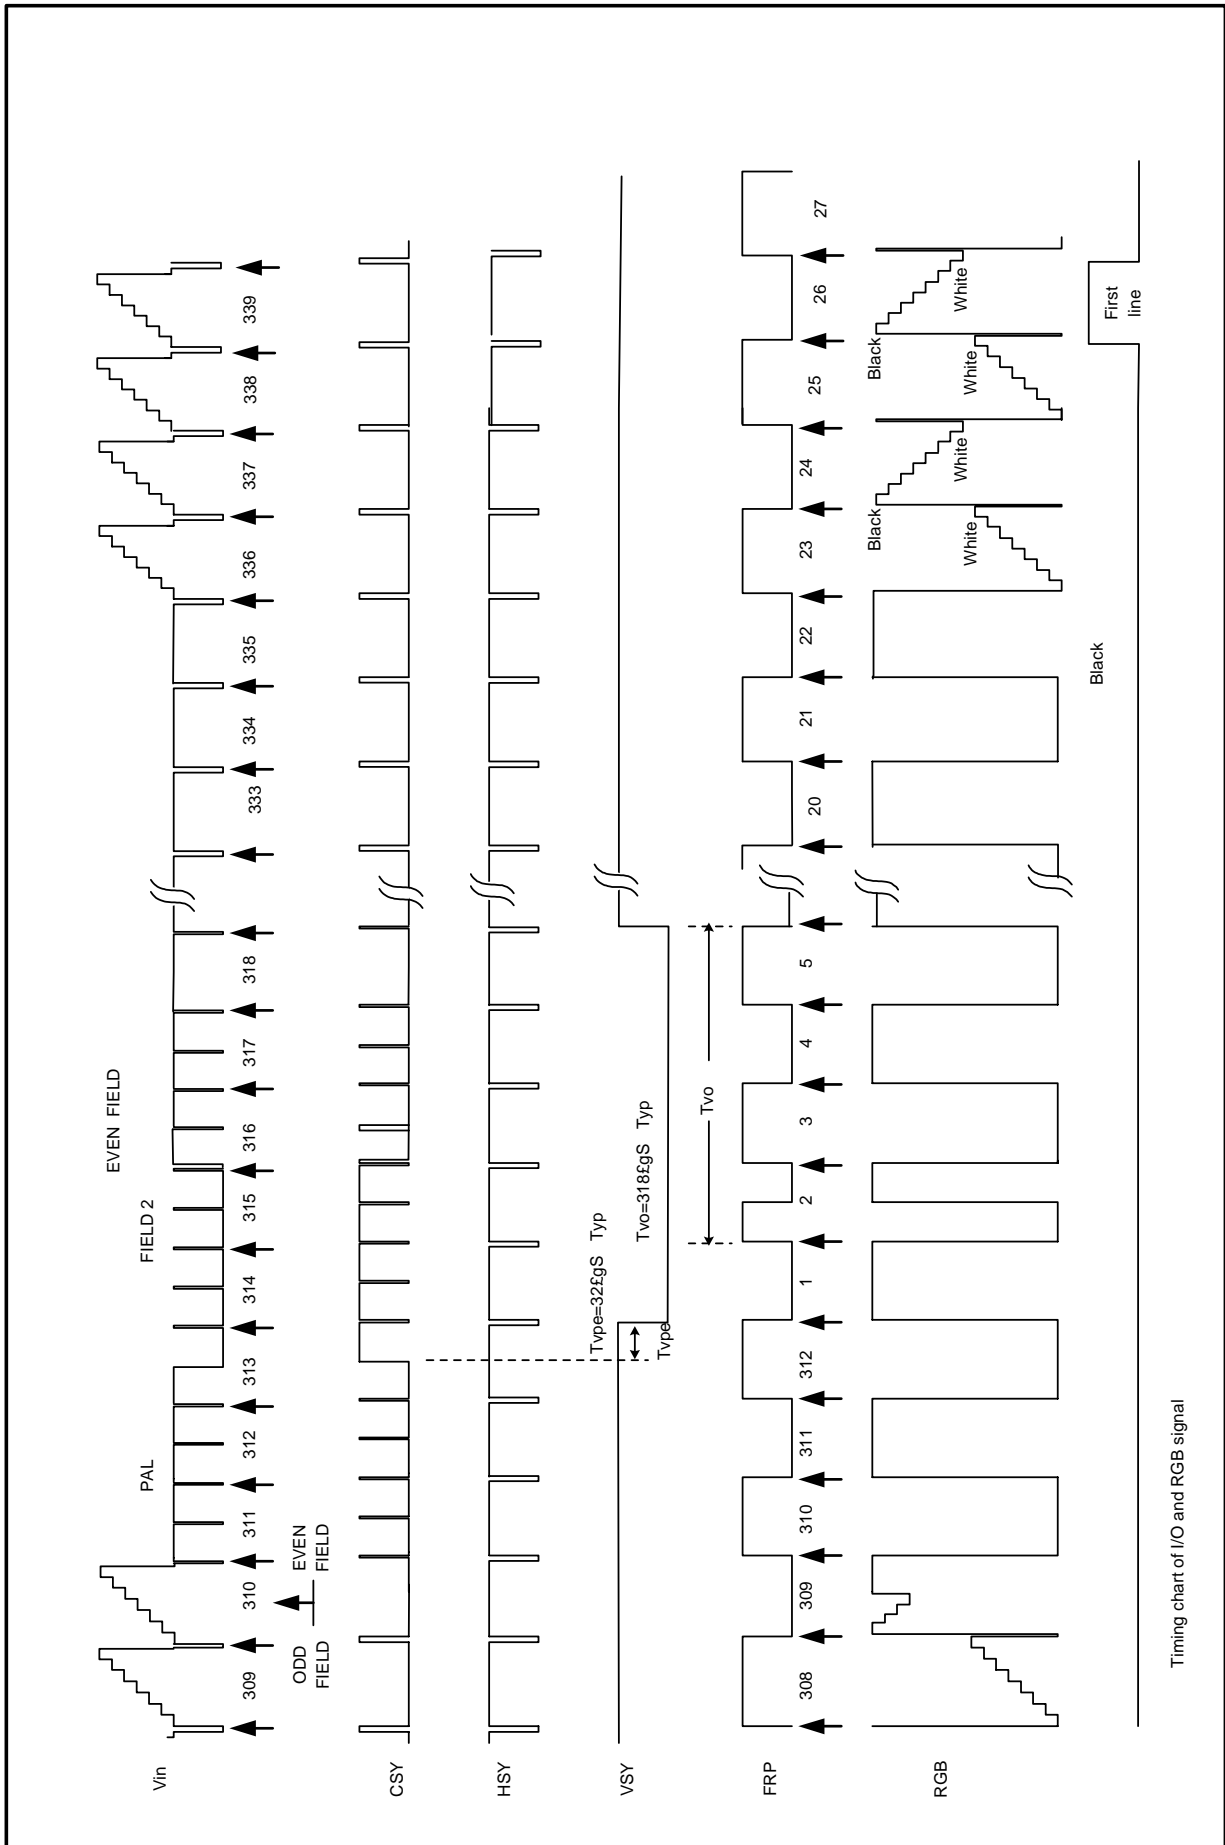 EVEN FIELD
PAL
FIELD 2
Vin
309
310
311
312
313
314
315
316
317
318
333
334
335
336
337
338
339
ODD
FIELD
EVEN
FIELD
CSY
HSY
Tvpe=32£gS Typ
VSY
Tvo=318£gS Typ
Tvpe
Tvo
FRP
308
309
310
311
312
1
2
3
4
5
20
21
22
23
24
25
26
27
RGB
Black
Black
White
White
White
White
Black
First
line
Timing chart of I/O and RGB signal